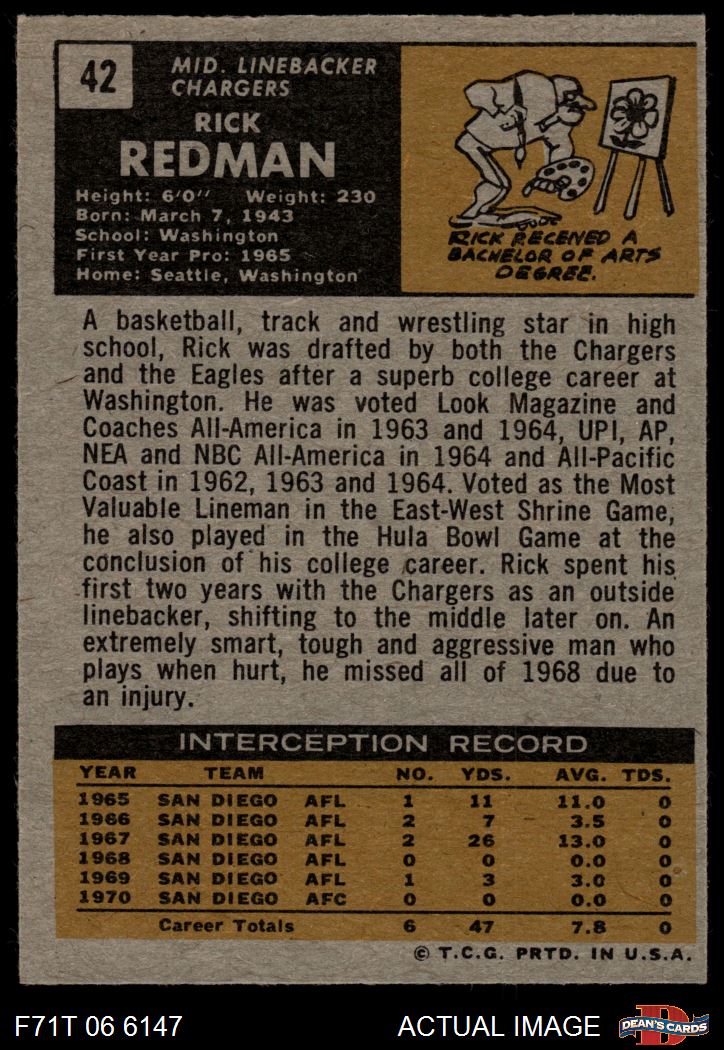 42
MID. LINEBACKER
CHARGERS
RICK
REDMAN
Height: 6'0" Weight: 230
Born: March 7, 1943
School: Washington
First Year Pro: 1965
Home: Seattle, Washington
RICK RECEIVED A
BACHELOR OF ARTS
DEGREE.
A basketball, track and wrestling star in high
school, Rick was drafted by both the Chargers
and the Eagles after a superb college career at
Washington. He was voted Look Magazine and
Coaches All-America in 1963 and 1964, UPI, AP,
NEA and NBC All-America in 1964 and All-Pacific
Coast in 1962, 1963 and 1964. Voted as the Most
Valuable Lineman in the East-West Shrine Game,
he also played in the Hula Bowl Game at the
conclusion of his college career. Rick spent his
first two years with the Chargers as an outside
linebacker, shifting to the middle later on. An
extremely smart, tough and aggressive man who
plays when hurt, he missed all of 1968 due to
an injury.
INTERCEPTION RECORD
YEAR TEAM NO. YDS. AVG. TDS.
1965 SAN DIEGO AFL 1 11 11.0 0
1966 SAN DIEGO AFL 2 7 3.5 0
1967 SAN DIEGO AFL 2 26 13.0 0
1968 SAN DIEGO AFL 0 0 0.0 0
1969 SAN DIEGO AFL 1 3 3.0 0
1970 SAN DIEGO AFC 0 0 0.0 0
Career Totals 6 47 7.8 0
© T.C.G. PRTD. IN U.S.A.
F71T 06 6147 ACTUAL IMAGE
D
DEAN'S CARDS